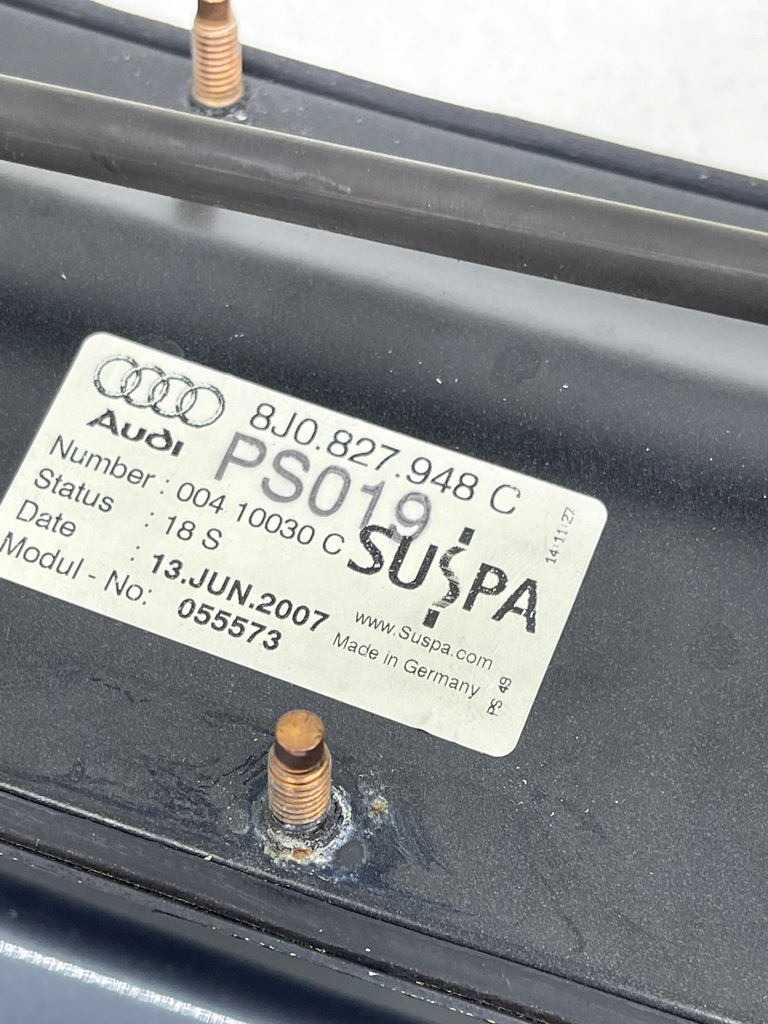 Audi
8J0.827.948 C
PS019
Number : 004 10030 C
Status : 18 S
Date : 13.JUN.2007
Modul - No: 055573
SUSPA
www.Suspa.com
Made in Germany
14:11:27
PS 49